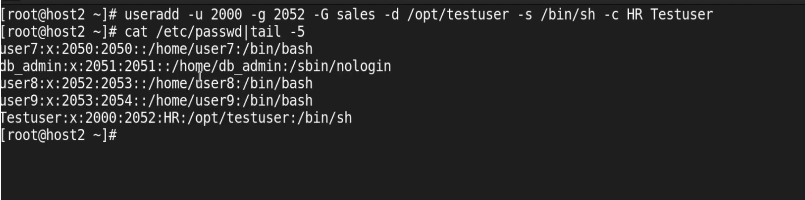 [root@host2 ~]# useradd -u 2000 -g 2052 -G sales -d /opt/testuser -s /bin/sh -c HR Testuser
[root@host2 ~]# cat /etc/passwd|tail -5
user7:x:2050:2050::/home/user7:/bin/bash
db_admin:x:2051:2051::/home/db_admin:/sbin/nologin
user8:x:2052:2053::/home/user8:/bin/bash
user9:x:2053:2054::/home/user9:/bin/bash
Testuser:x:2000:2052:HR:/opt/testuser:/bin/sh
[root@host2 ~]#